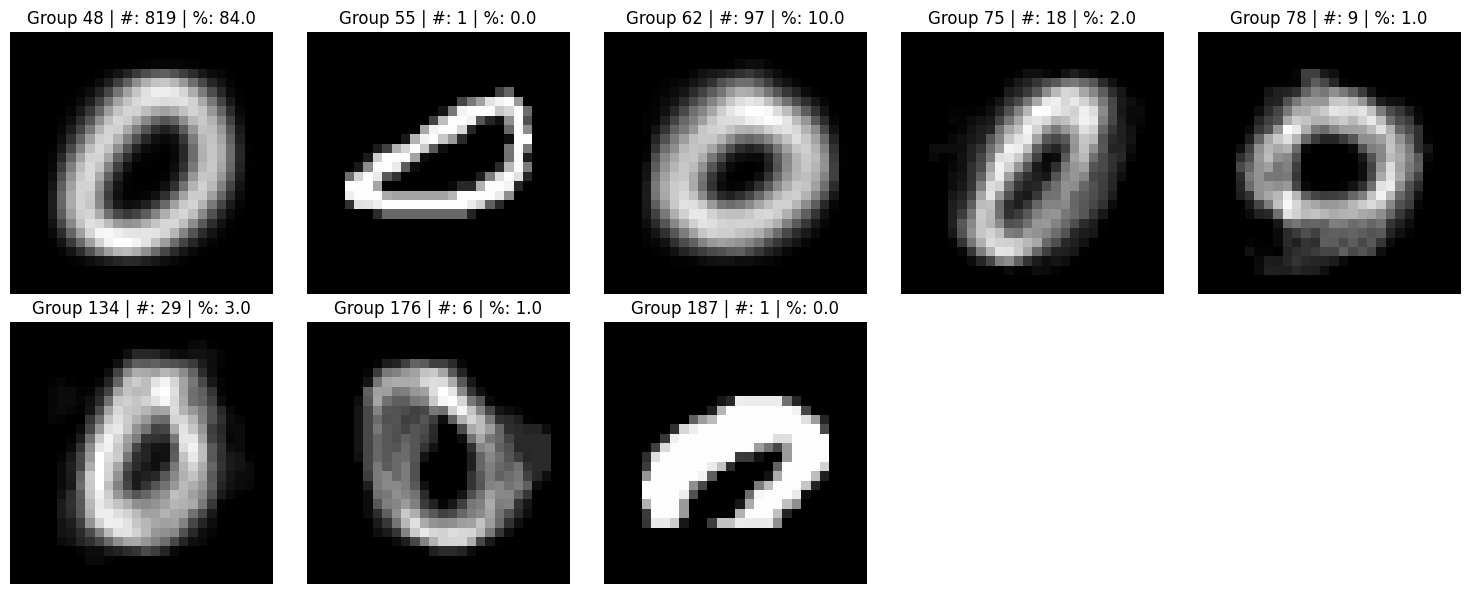 Group 48 | #: 819 | %: 84.0
Group 55 | #: 1 | %: 0.0
Group 62 | #: 97 | %: 10.0
Group 75 | #: 18 | %: 2.0
Group 78 | #: 9 | %: 1.0
Group 134 | #: 29 | %: 3.0
Group 176 | #: 6 | %: 1.0
Group 187 | #: 1 | %: 0.0